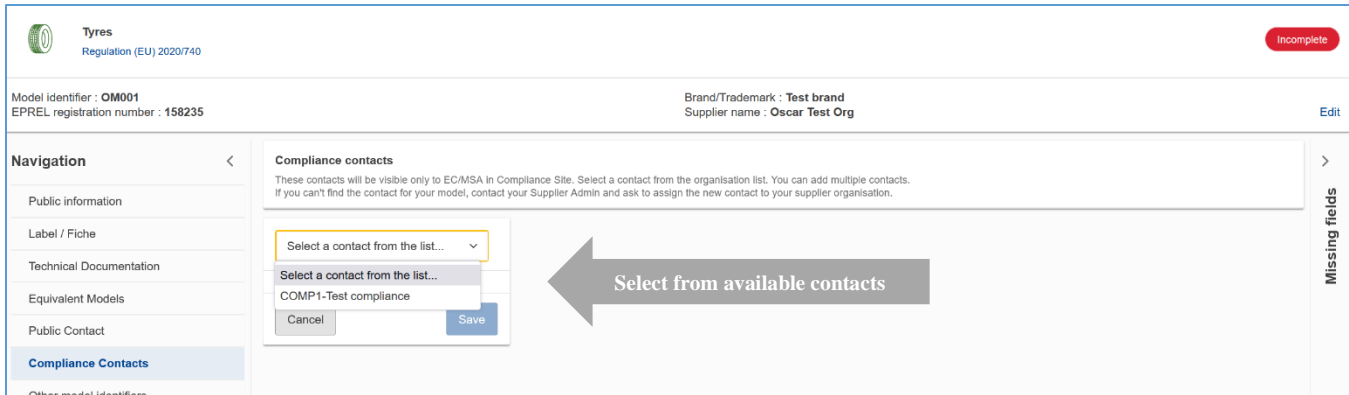 Tyres
Regulation (EU) 2020/740
Incomplete
Model identifier : OM001
EPREL registration number : 158235
Brand/Trademark : Test brand
Supplier name : Oscar Test Org
Edit
Navigation
Public information
Label / Fiche
Technical Documentation
Equivalent Models
Public Contact
Compliance Contacts
Other model identifiers
Compliance contacts
These contacts will be visible only to EC/MSA in Compliance Site. Select a contact from the organisation list. You can add multiple contacts.
If you can't find the contact for your model, contact your Supplier Admin and ask to assign the new contact to your supplier organisation.
Select a contact from the list...
Select a contact from the list...
COMP1-Test compliance
Cancel
Save
Select from available contacts
Missing fields